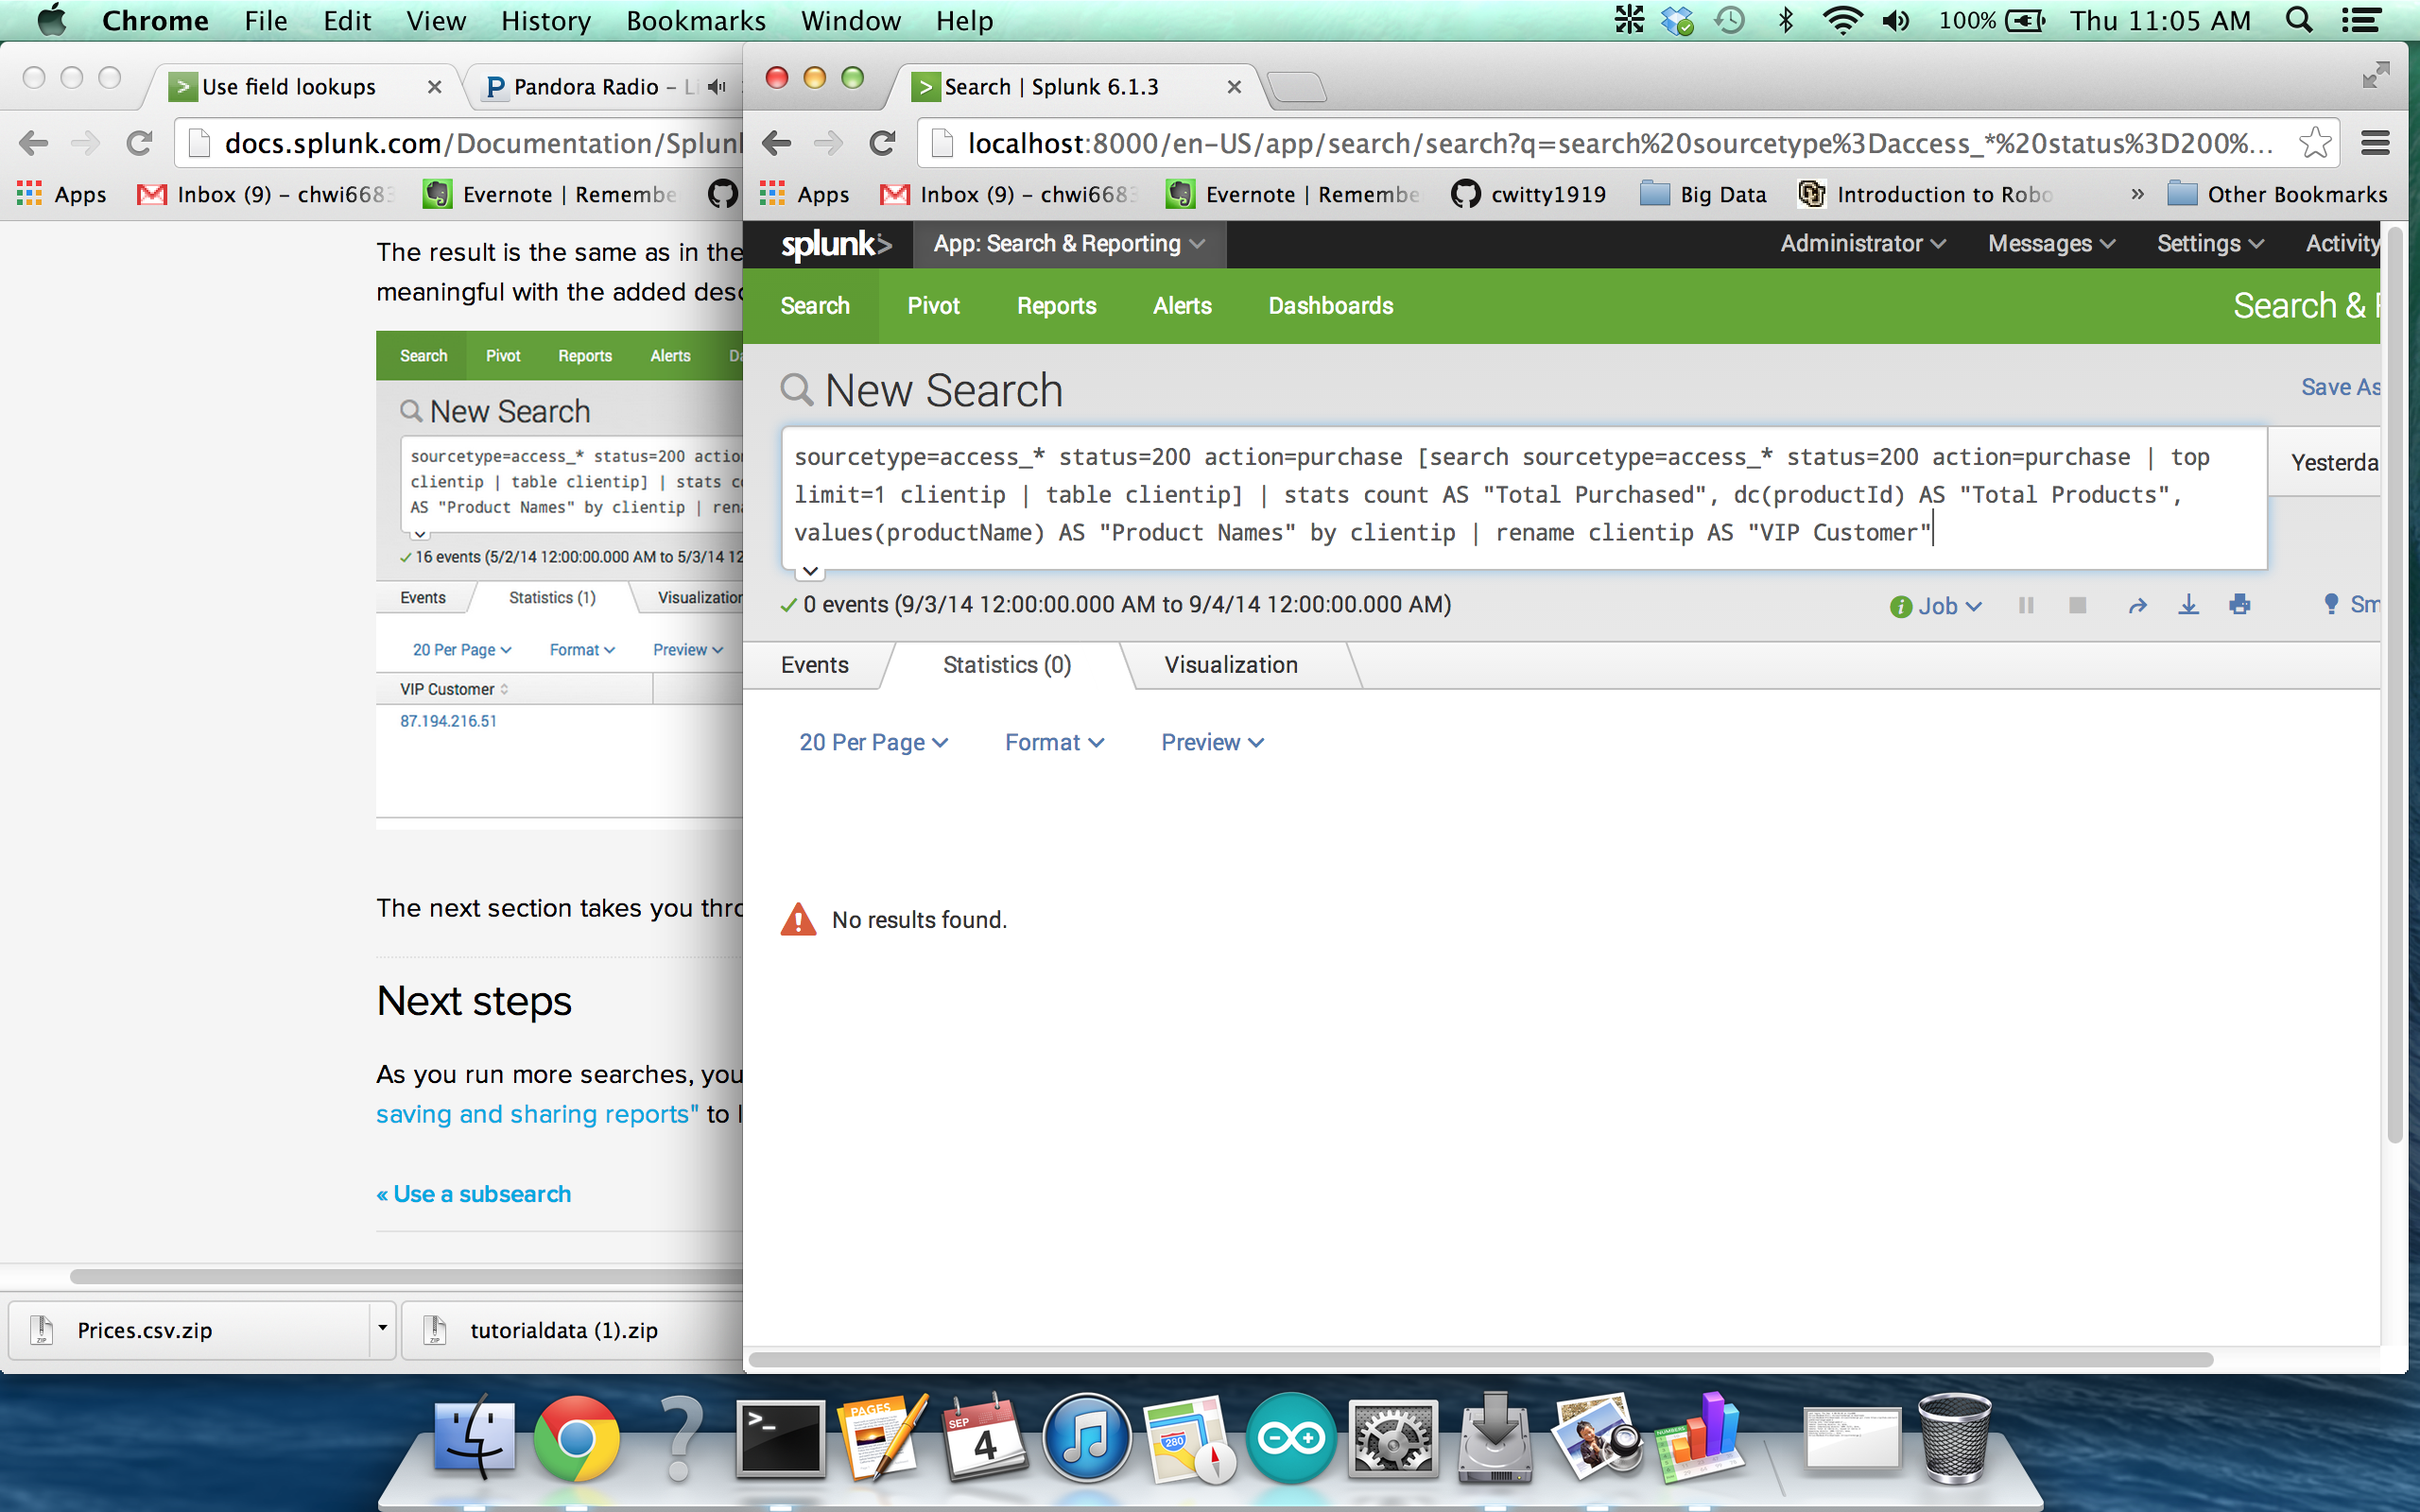 Chrome File Edit View History Bookmarks Window Help 100% Thu 11:05 AM
Use field lookups
Pandora Radio – Li
docs.splunk.com/Documentation/Splunk
Apps Inbox (9) – chwi6683 Evernote | Remembe
The result is the same as in the
meaningful with the added desc
Search Pivot Reports Alerts Da
New Search
sourcetype=access_* status=200 action
clientip | table clientip] | stats co
AS "Product Names" by clientip | rena
16 events (5/2/14 12:00:00.000 AM to 5/3/14 12
Events Statistics (1) Visualization
20 Per Page Format Preview
VIP Customer
87.194.216.51
The next section takes you thro
Next steps
As you run more searches, you
saving and sharing reports" to l
« Use a subsearch
Prices.csv.zip
tutorialdata (1).zip
Search | Splunk 6.1.3
localhost:8000/en-US/app/search/search?q=search%20sourcetype%3Daccess_*%20status%3D200%...
Apps Inbox (9) – chwi6683 Evernote | Remembe cwitty1919 Big Data Introduction to Robo » Other Bookmarks
splunk> App: Search & Reporting Administrator Messages Settings Activity
Search Pivot Reports Alerts Dashboards Search & R
New Search
Save As
sourcetype=access_* status=200 action=purchase [search sourcetype=access_* status=200 action=purchase | top
limit=1 clientip | table clientip] | stats count AS "Total Purchased", dc(productId) AS "Total Products",
values(productName) AS "Product Names" by clientip | rename clientip AS "VIP Customer"
Yesterda
0 events (9/3/14 12:00:00.000 AM to 9/4/14 12:00:00.000 AM)
Job Sm
Events Statistics (0) Visualization
20 Per Page Format Preview
No results found.
PAGES
SEP
4
280
NUMBERS